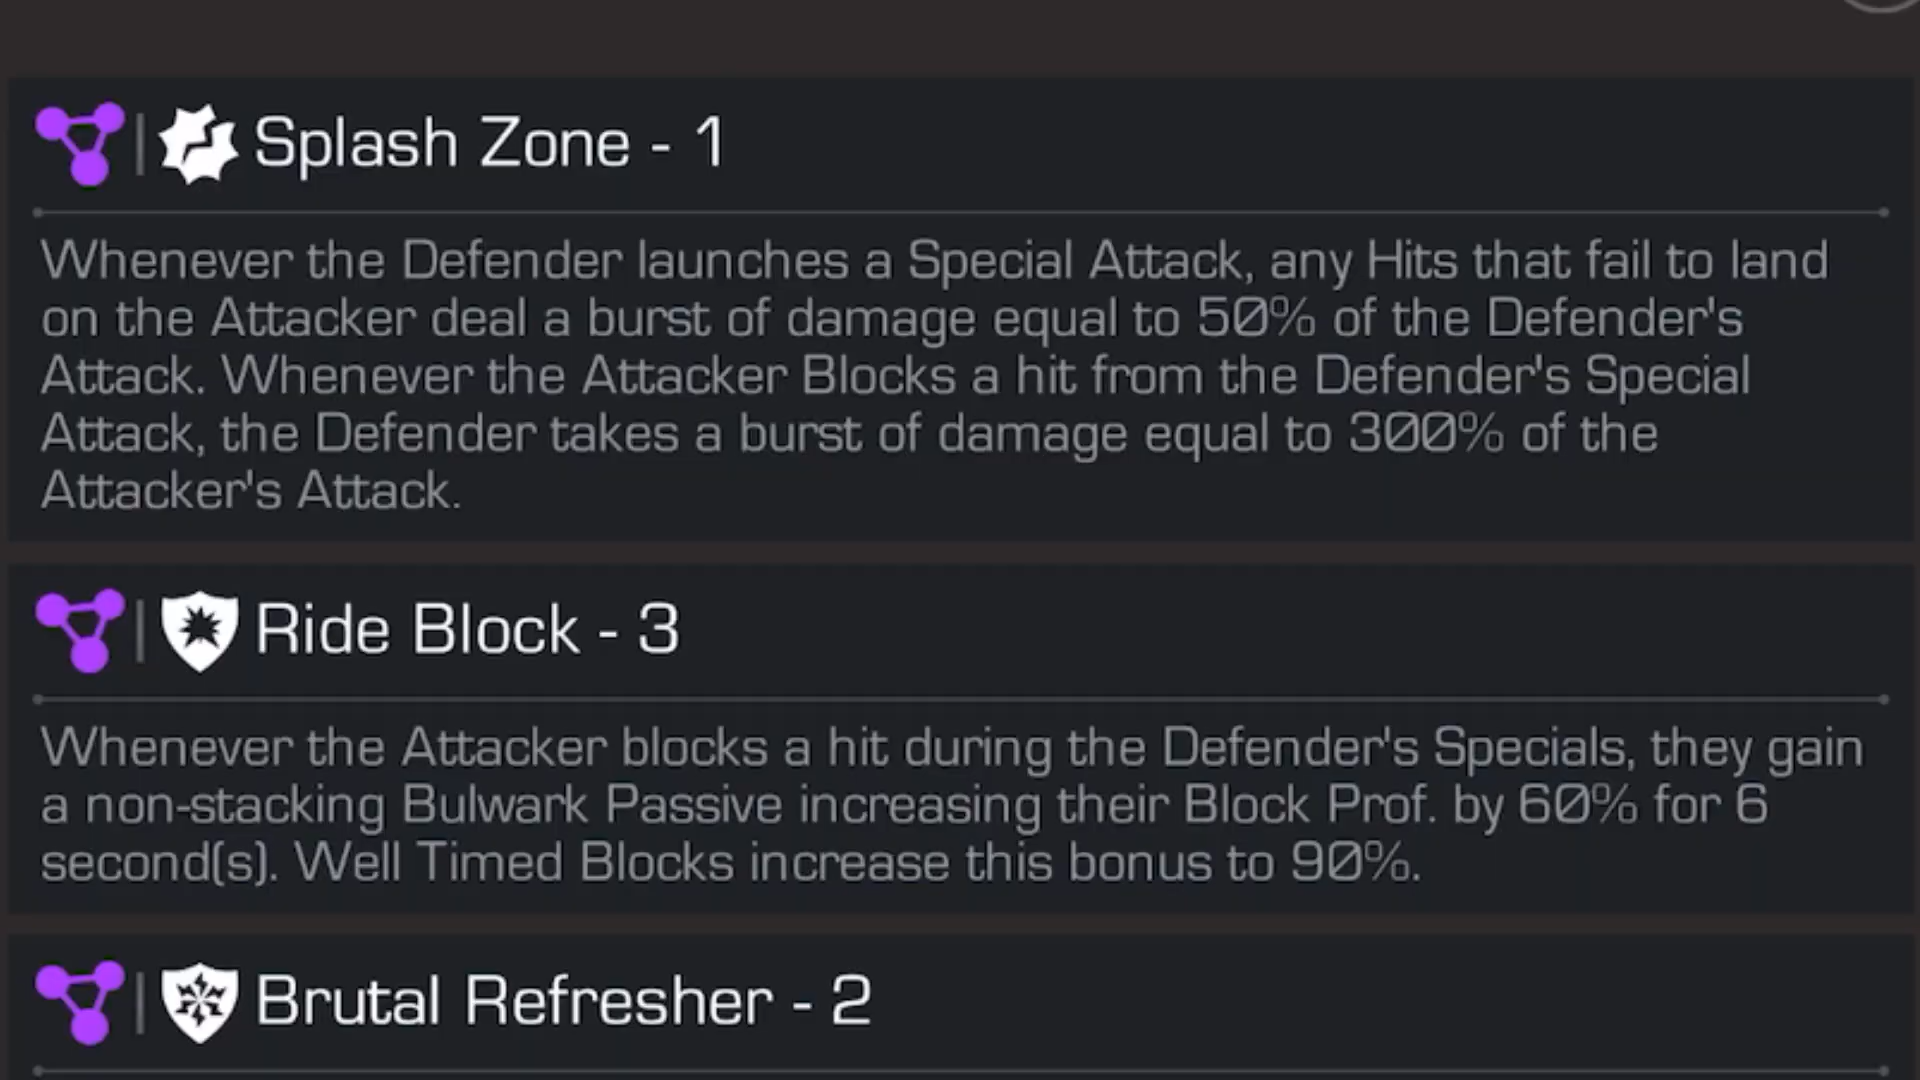 Splash Zone - 1
Whenever the Defender launches a Special Attack, any Hits that fail to land
on the Attacker deal a burst of damage equal to 50% of the Defender's
Attack. Whenever the Attacker Blocks a hit from the Defender's Special
Attack, the Defender takes a burst of damage equal to 300% of the
Attacker's Attack.
Ride Block - 3
Whenever the Attacker blocks a hit during the Defender's Specials, they gain
a non-stacking Bulwark Passive increasing their Block Prof. by 60% for 6
second(s). Well Timed Blocks increase this bonus to 90%.
Brutal Refresher - 2